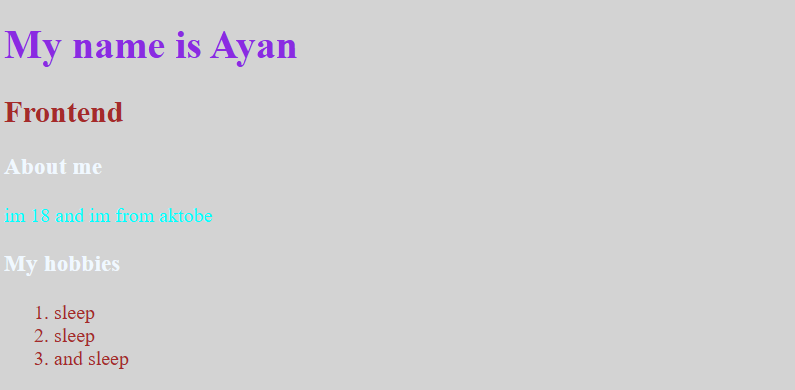 My name is Ayan
Frontend
About me
im 18 and im from aktobe
My hobbies
1. sleep
2. sleep
3. and sleep